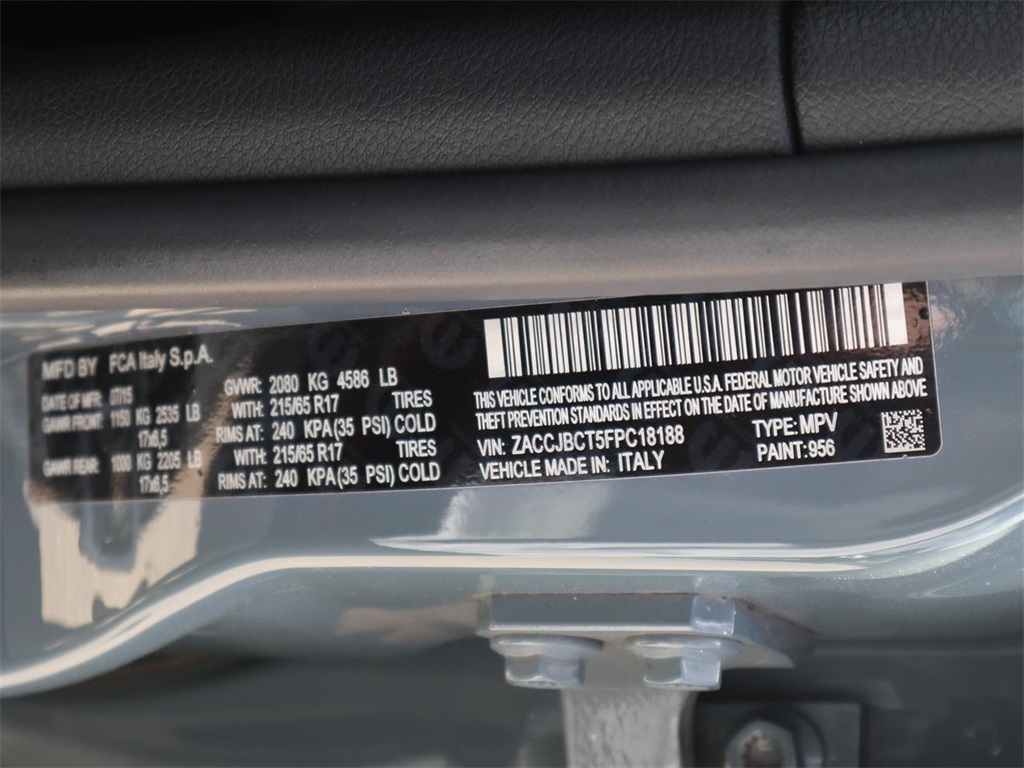 MFD BY FCA Italy S.p.A.
DATE OF MFR: 07/15 GVWR: 2080 KG 4586 LB
GAWR FRONT: 1150 KG 2535 LB WITH: 215/65 R17 TIRES
17x6,5 RIMS AT: 240 KPA(35 PSI) COLD
GAWR REAR: 1000 KG 2205 LB WITH: 215/65 R17 TIRES
17x6,5 RIMS AT: 240 KPA(35 PSI) COLD
THIS VEHICLE CONFORMS TO ALL APPLICABLE U.S.A. FEDERAL MOTOR VEHICLE SAFETY AND
THEFT PREVENTION STANDARDS IN EFFECT ON THE DATE OF MANUFACTURE SHOWN ABOVE
VIN: ZACCJBCT5FPC18188 TYPE: MPV
VEHICLE MADE IN: ITALY PAINT:956